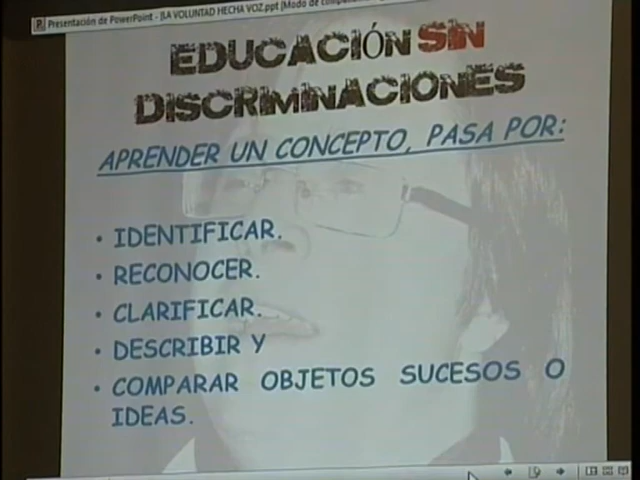 Presentación de PowerPoint - [LA VOLUNTAD HECHA VOZ.ppt [Modo de
EDUCACIÓN SIN
DISCRIMINACIONES
APRENDER UN CONCEPTO, PASA POR:
• IDENTIFICAR.
• RECONOCER.
• CLARIFICAR.
• DESCRIBIR Y
• COMPARAR OBJETOS SUCESOS O
IDEAS.